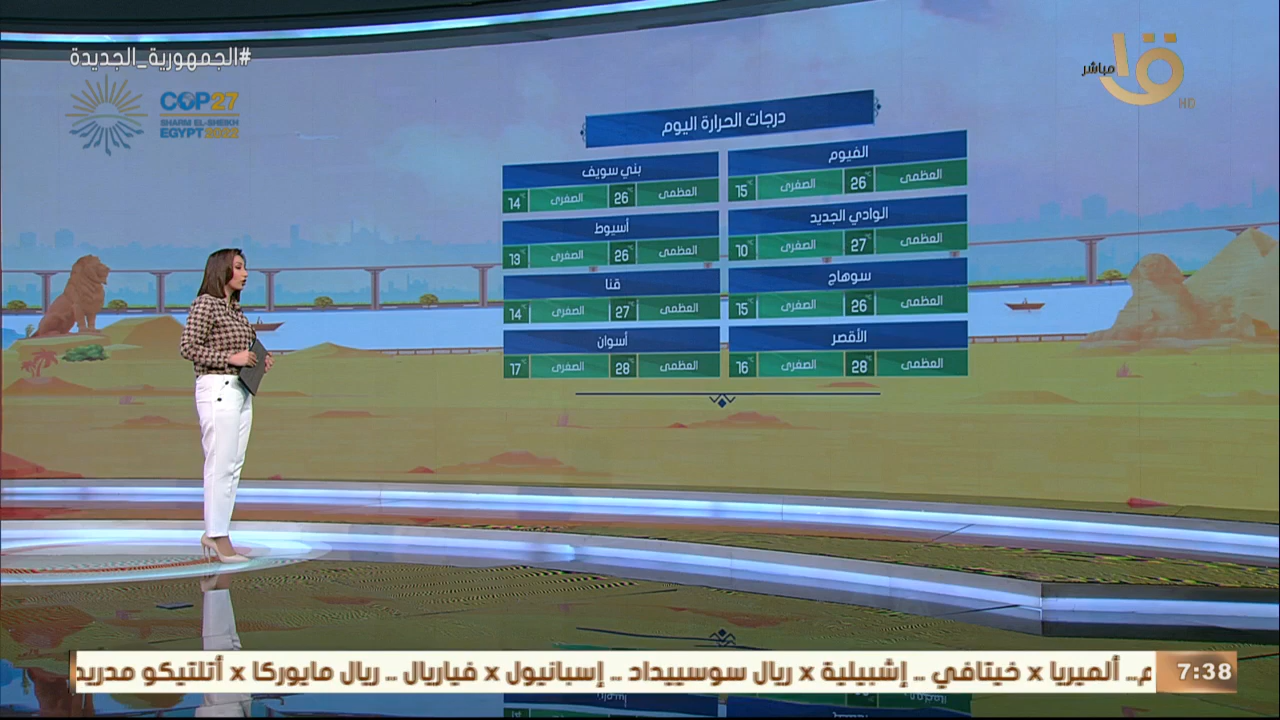 #الجمهورية_الجديدة
COP27
SHARM EL-SHEIKH
EGYPT 2022
مباشر
HD
درجات الحرارة اليوم
الفيوم
العظمى 26°c الصغرى 15°c
بني سويف
العظمى 26°c الصغرى 14°c
الوادي الجديد
العظمى 27°c الصغرى 10°c
أسيوط
العظمى 26°c الصغرى 13°c
سوهاج
العظمى 26°c الصغرى 15°c
قنا
العظمى 27°c الصغرى 14°c
الأقصر
العظمى 28°c الصغرى 16°c
أسوان
العظمى 28°c الصغرى 17°c
م.. ألميريا x خيتافي .. إشبيلية x ريال سوسييداد .. إسبانيول x فياريال .. ريال مايوركا x أتلتيكو مدريد
7:38